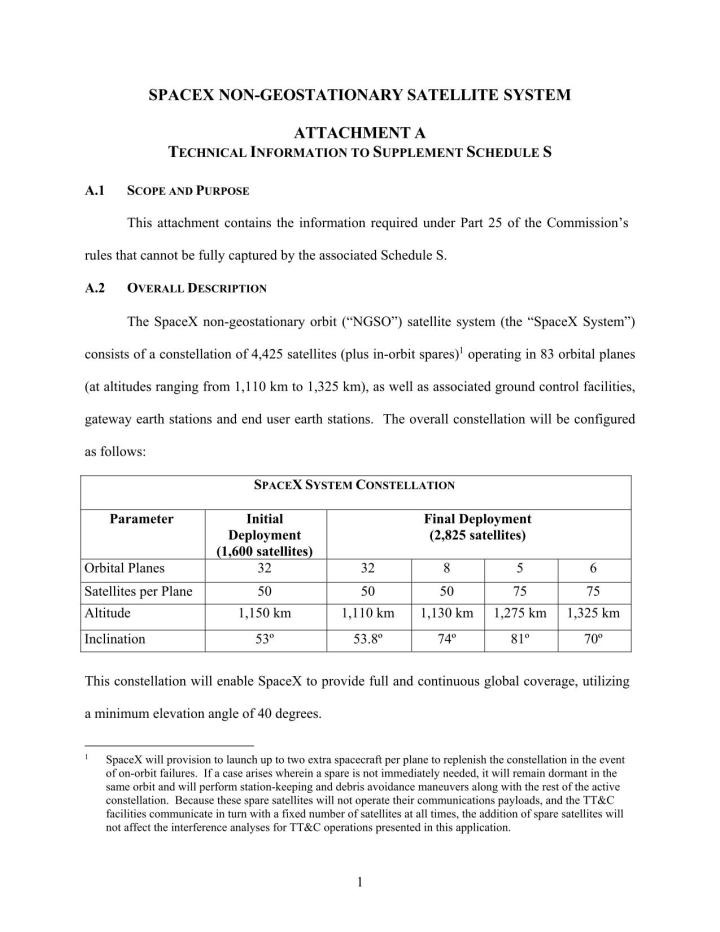 SPACEX NON-GEOSTATIONARY SATELLITE SYSTEM
ATTACHMENT A
TECHNICAL INFORMATION TO SUPPLEMENT SCHEDULE S
A.1 SCOPE AND PURPOSE
This attachment contains the information required under Part 25 of the Commission’s
rules that cannot be fully captured by the associated Schedule S.
A.2 OVERALL DESCRIPTION
The SpaceX non-geostationary orbit (“NGSO”) satellite system (the “SpaceX System”)
consists of a constellation of 4,425 satellites (plus in-orbit spares)1 operating in 83 orbital planes
(at altitudes ranging from 1,110 km to 1,325 km), as well as associated ground control facilities,
gateway earth stations and end user earth stations. The overall constellation will be configured
as follows:
SPACEX SYSTEM CONSTELLATION
Parameter Initial Deployment (1,600 satellites) Final Deployment (2,825 satellites)
Orbital Planes 32 32 8 5 6
Satellites per Plane 50 50 50 75 75
Altitude 1,150 km 1,110 km 1,130 km 1,275 km 1,325 km
Inclination 53º 53.8º 74º 81º 70º
This constellation will enable SpaceX to provide full and continuous global coverage, utilizing
a minimum elevation angle of 40 degrees.
1 SpaceX will provision to launch up to two extra spacecraft per plane to replenish the constellation in the event
of on-orbit failures. If a case arises wherein a spare is not immediately needed, it will remain dormant in the
same orbit and will perform station-keeping and debris avoidance maneuvers along with the rest of the active
constellation. Because these spare satellites will not operate their communications payloads, and the TT&C
facilities communicate in turn with a fixed number of satellites at all times, the addition of spare satellites will
not affect the interference analyses for TT&C operations presented in this application.
1